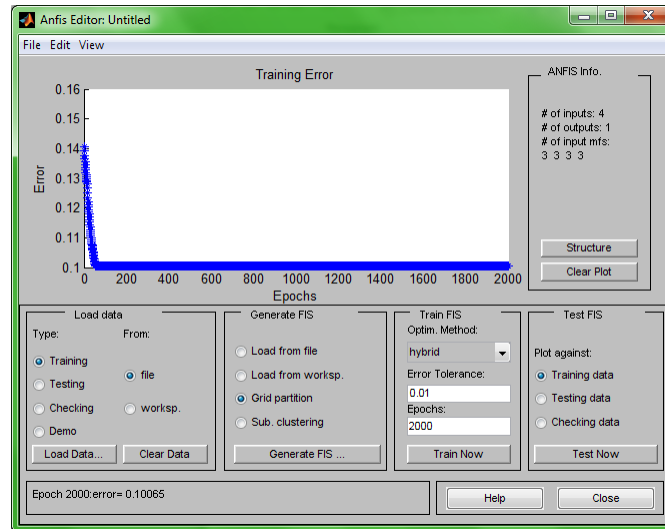 Anfis Editor: Untitled
File Edit View
Training Error
0.16
0.15
0.14
0.13
0.12
0.11
0.1
Error
0 200 400 600 800 1000 1200 1400 1600 1800 2000
Epochs
ANFIS Info.
# of inputs: 4
# of outputs: 1
# of input mfs:
3 3 3 3
Structure
Clear Plot
Load data
Type: From:
Training
Testing
Checking
Demo
file
worksp.
Load Data... Clear Data
Generate FIS
Load from file
Load from worksp.
Grid partition
Sub. clustering
Generate FIS ...
Train FIS
Optim. Method:
hybrid
Error Tolerance:
0.01
Epochs:
2000
Train Now
Test FIS
Plot against:
Training data
Testing data
Checking data
Test Now
Epoch 2000:error= 0.10065
Help Close